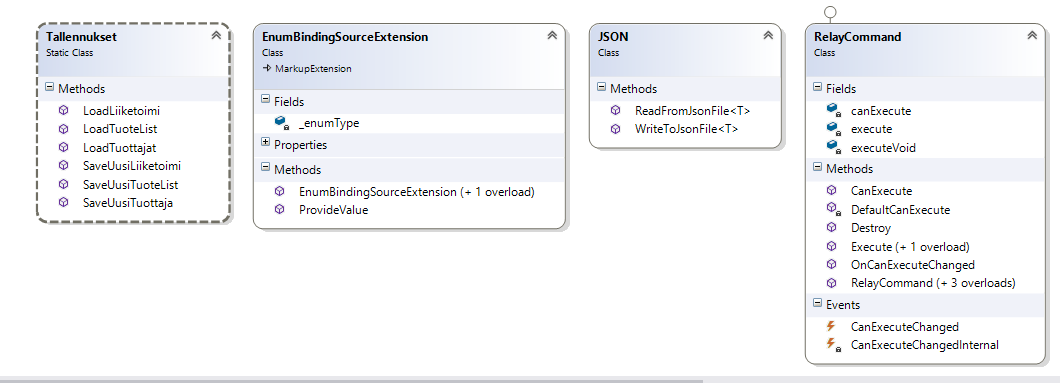 Tallennukset
Static Class
Methods
LoadLiiketoimi
LoadTuoteList
LoadTuottajat
SaveUusiLiiketoimi
SaveUusiTuoteList
SaveUusiTuottaja
EnumBindingSourceExtension
Class
MarkupExtension
Fields
_enumType
Properties
Methods
EnumBindingSourceExtension (+ 1 overload)
ProvideValue
JSON
Class
Methods
ReadFromJsonFile<T>
WriteToJsonFile<T>
RelayCommand
Class
Fields
canExecute
execute
executeVoid
Methods
CanExecute
DefaultCanExecute
Destroy
Execute (+ 1 overload)
OnCanExecuteChanged
RelayCommand (+ 3 overloads)
Events
CanExecuteChanged
CanExecuteChangedInternal